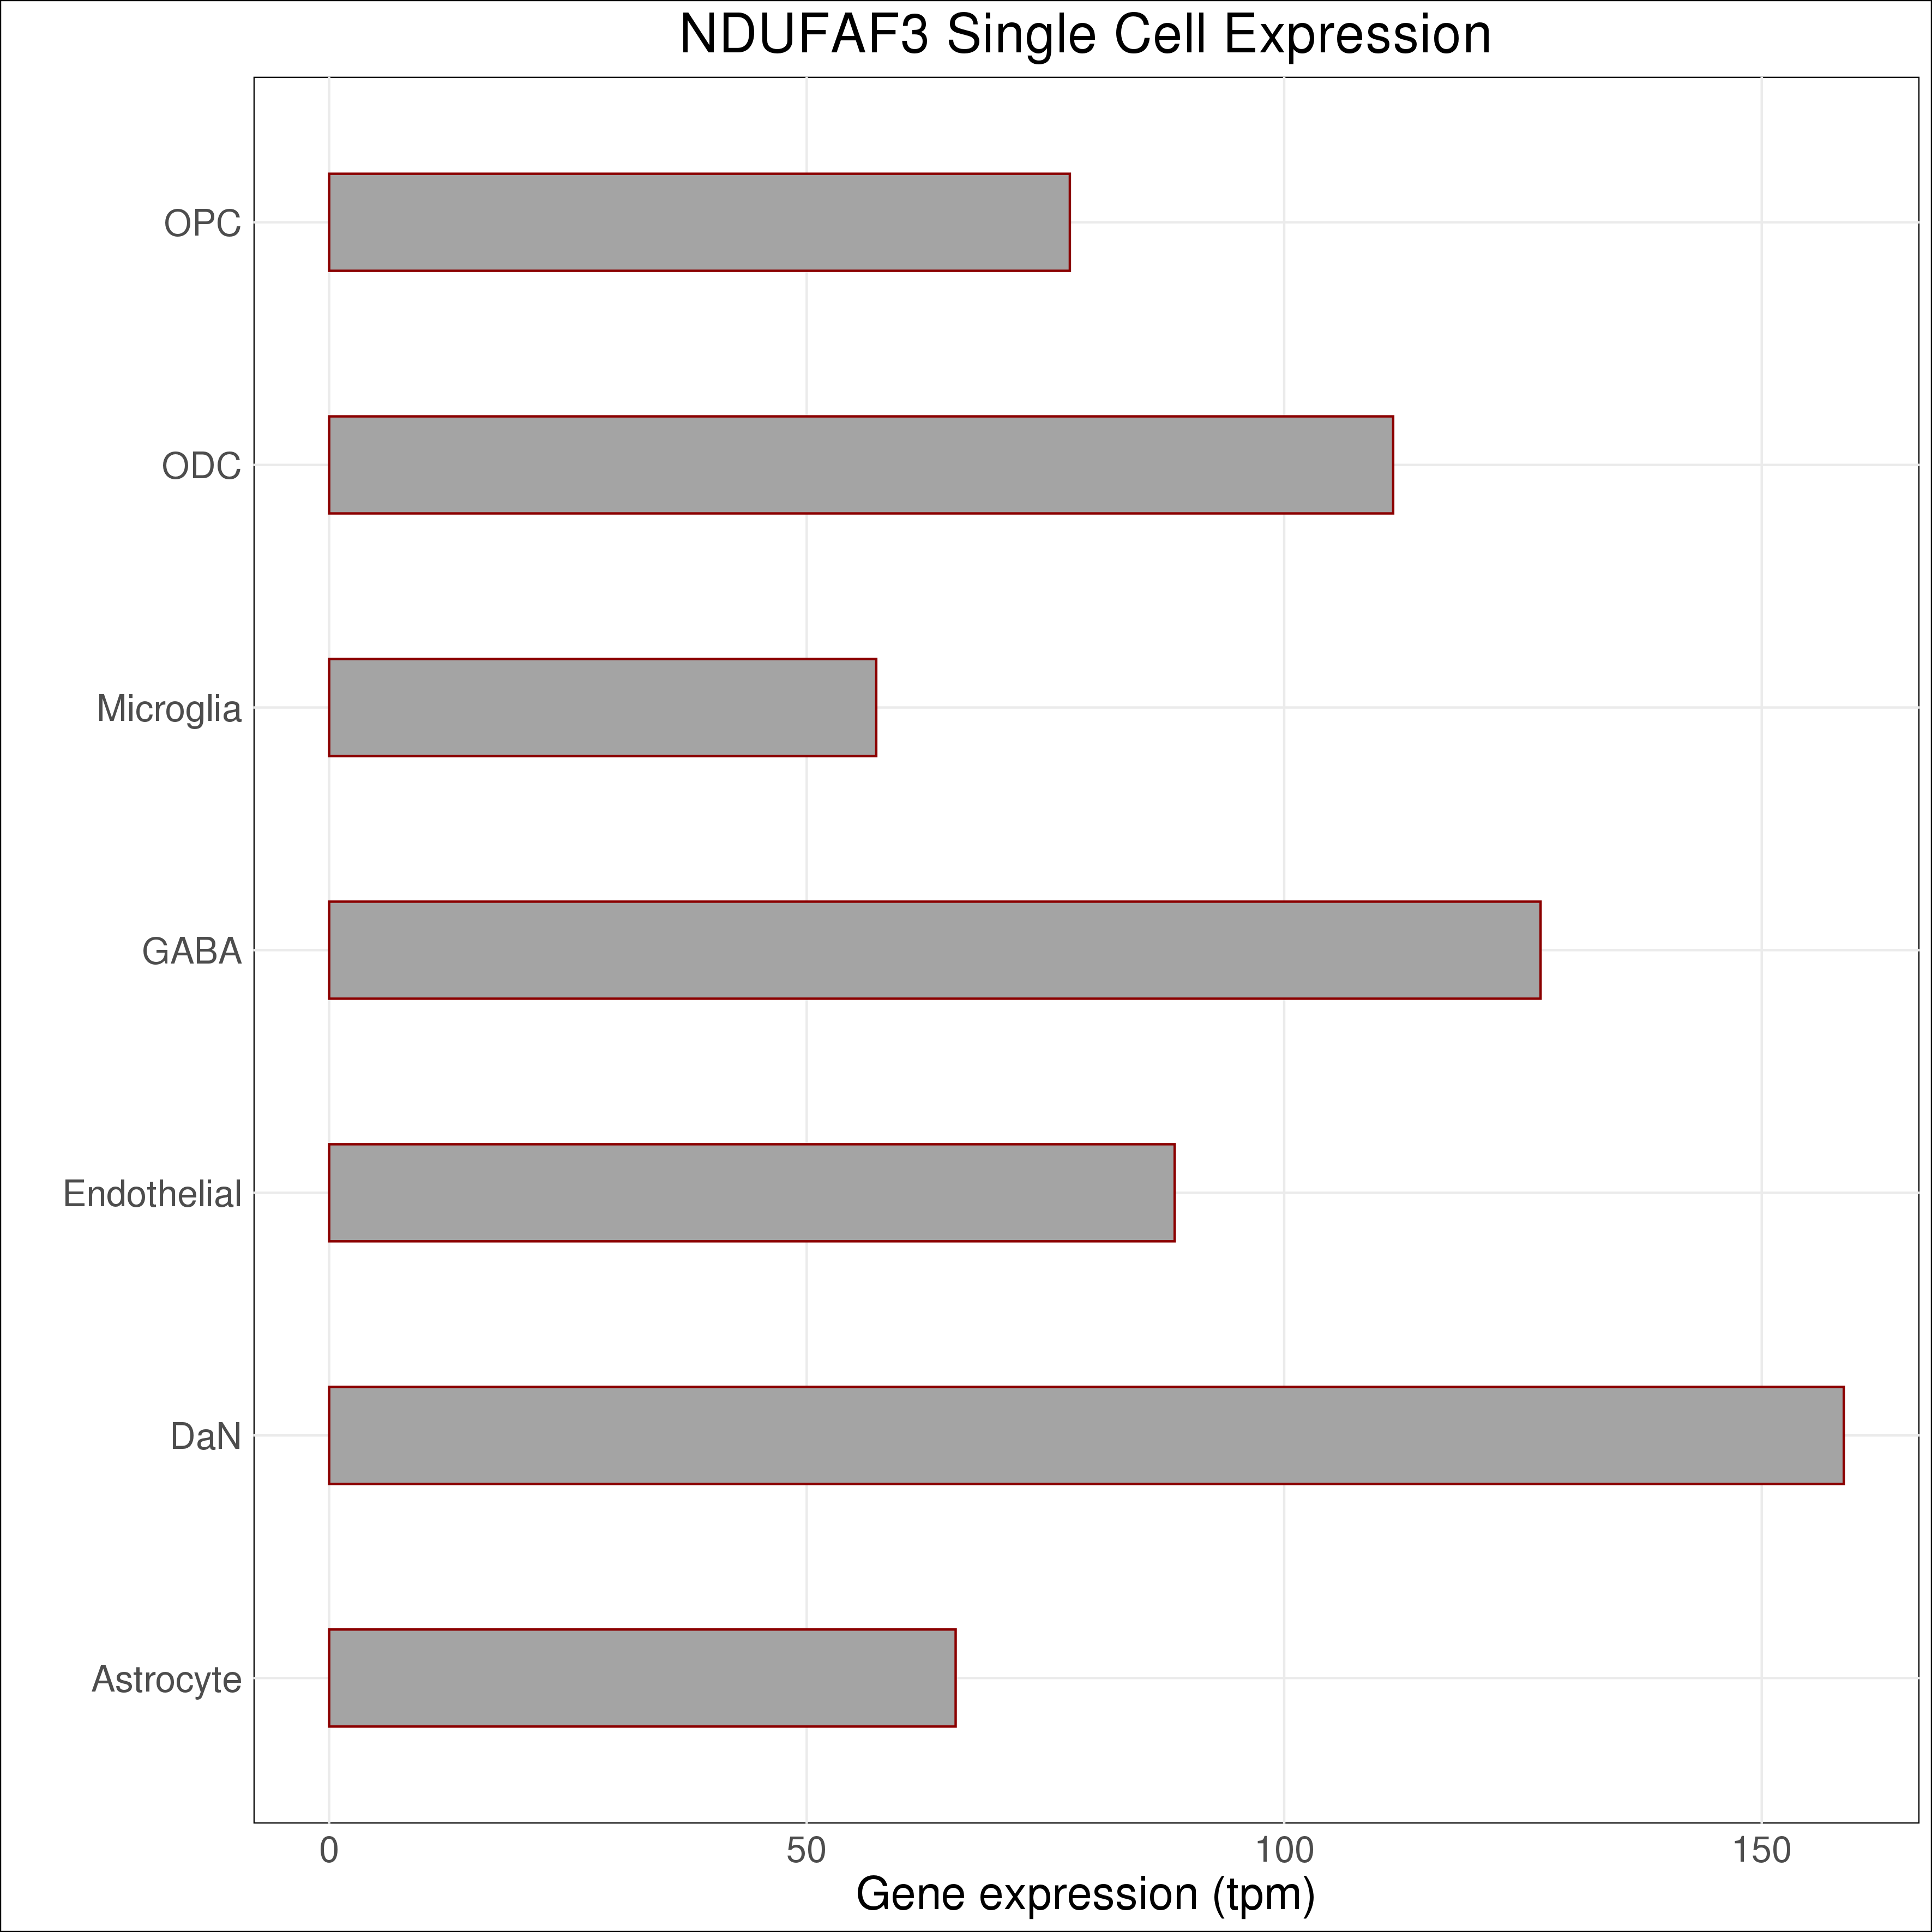 NDUFAF3 Single Cell Expression
OPC
ODC
Microglia
GABA
Endothelial
DaN
Astrocyte
0 50 100 150
Gene expression (tpm)